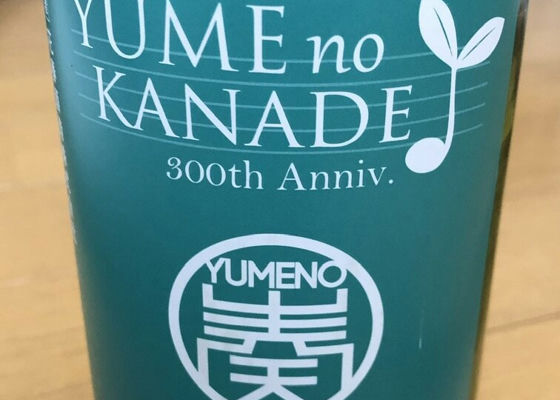 YUME no
KANADE
300th Anniv.
YUMENO